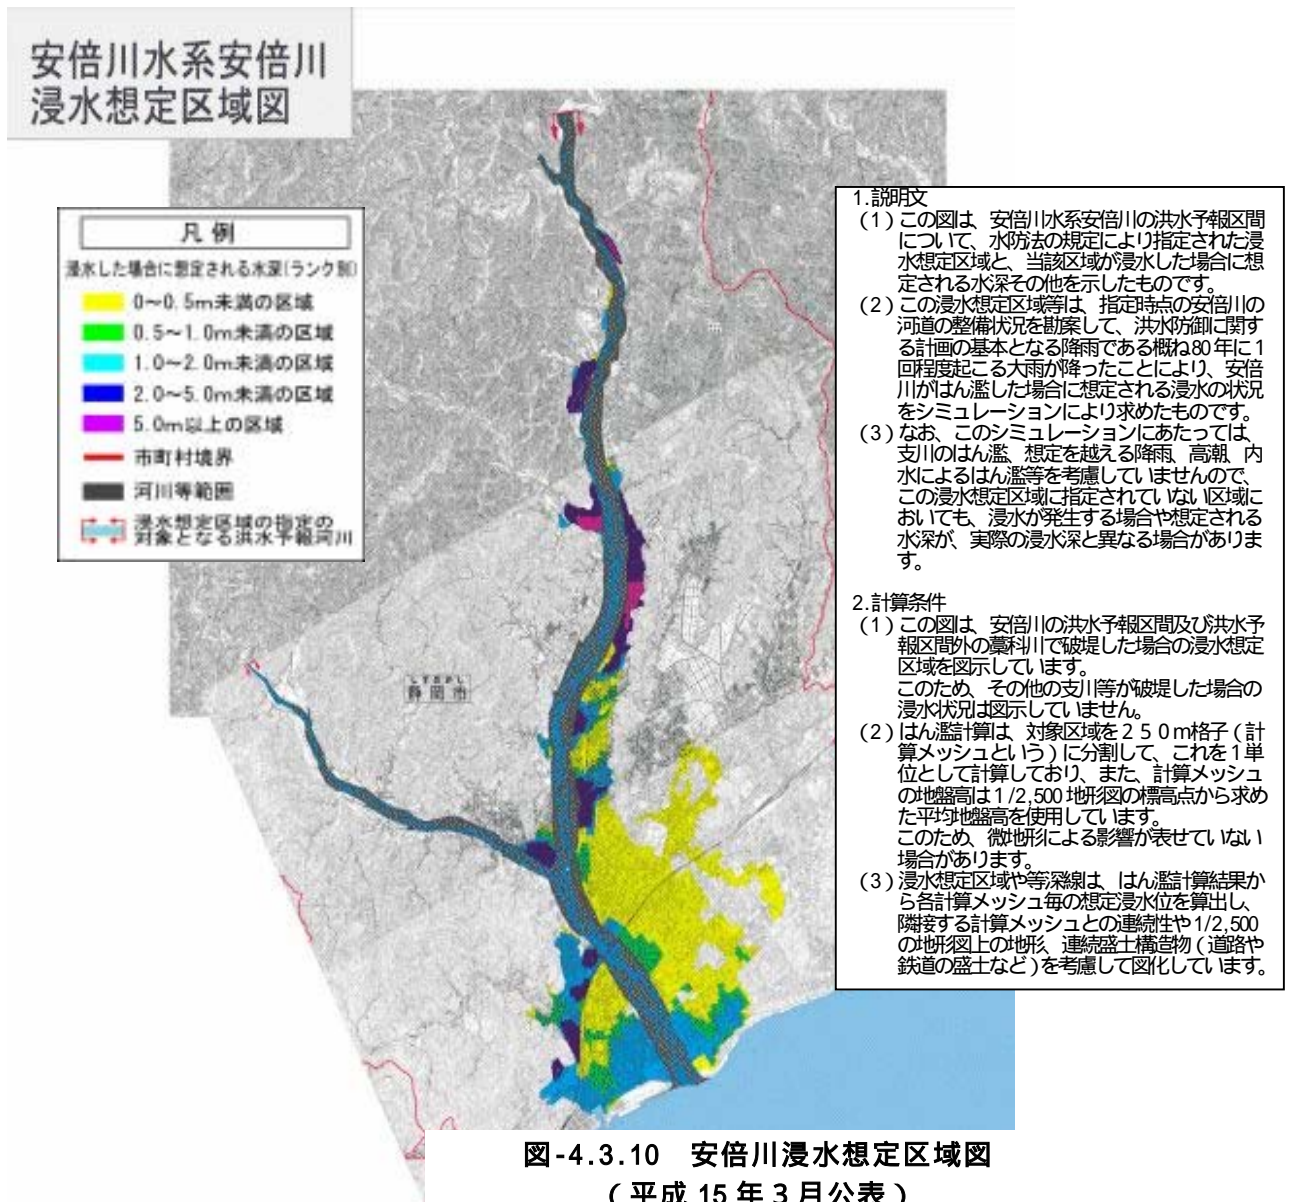 安倍川水系安倍川
浸水想定区域図
凡例
浸水した場合に想定される水深(ランク別)
0〜0.5m未満の区域
0.5〜1.0m未満の区域
1.0〜2.0m未満の区域
2.0〜5.0m未満の区域
5.0m以上の区域
市町村境界
河川等範囲
浸水想定区域の指定の
対象となる洪水予報河川
しずおかし
静岡市
1.説明文
(1)この図は、安倍川水系安倍川の洪水予報区間
について、水防法の規定により指定された浸
水想定区域と、当該区域が浸水した場合に想
定される水深その他を示したものです。
(2)この浸水想定区域等は、指定時点の安倍川の
河道の整備状況を勘案して、洪水防御に関す
る計画の基本となる降雨である概ね80年に1
回程度起こる大雨が降ったことにより、安倍
川がはん濫した場合に想定される浸水の状況
をシミュレーションにより求めたものです。
(3)なお、このシミュレーションにあたっては、
支川のはん濫、想定を越える降雨、高潮、内
水によるはん濫等を考慮していませんので、
この浸水想定区域に指定されていない区域に
おいても、浸水が発生する場合や想定される
水深が、実際の浸水深と異なる場合がありま
す。
2.計算条件
(1)この図は、安倍川の洪水予報区間及び洪水予
報区間外の藁科川で破堤した場合の浸水想定
区域を図示しています。
このため、その他の支川等が破堤した場合の
浸水状況は図示していません。
(2)はん濫計算は、対象区域を250m格子(計
算メッシュという)に分割して、これを1単
位として計算しており、また、計算メッシュ
の地盤高は1/2,500地形図の標高点から求め
た平均地盤高を使用しています。
このため、微地形による影響が表せていない
場合があります。
(3)浸水想定区域や等深線は、はん濫計算結果か
ら各計算メッシュ毎の想定浸水位を算出し、
隣接する計算メッシュとの連続性や1/2,500
の地形図上の地形、連続盛土構造物(道路や
鉄道の盛土など)を考慮して図化しています。
図-4.3.10 安倍川浸水想定区域図
(平成15年3月公表)